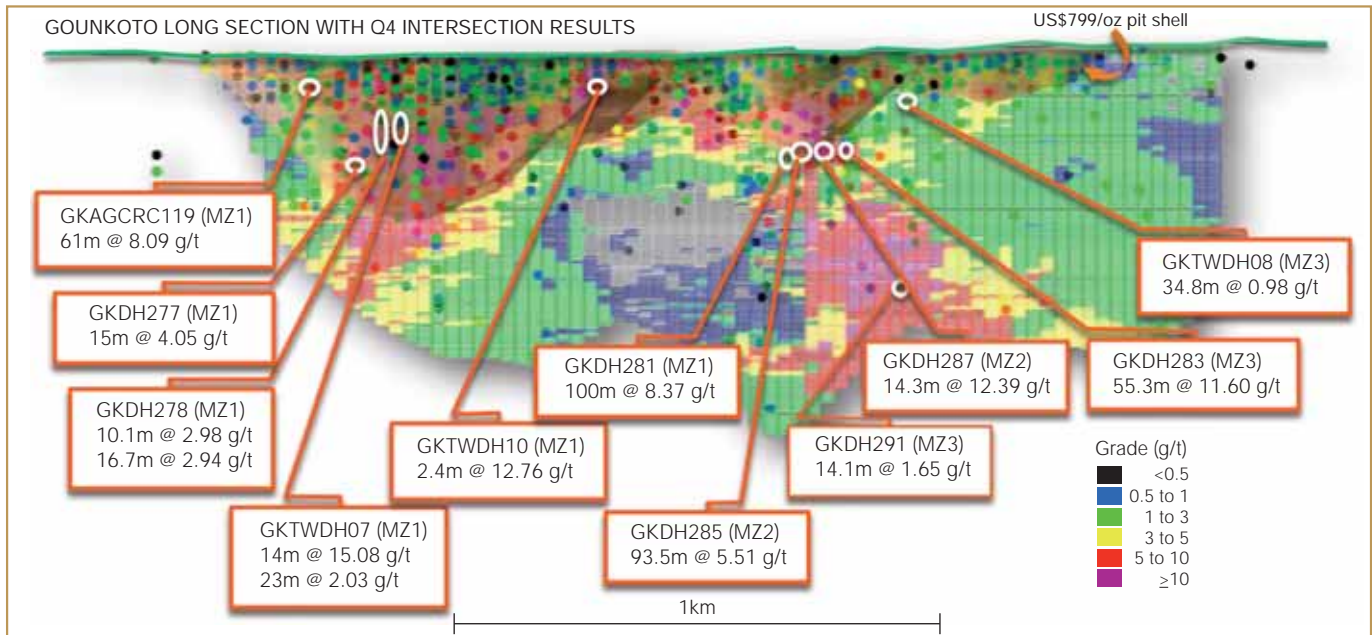 GOUNKOTO LONG SECTION WITH Q4 INTERSECTION RESULTS
US$799/oz pit shell
GKAGCRC119 (MZ1)
61m @ 8.09 g/t
GKDH277 (MZ1)
15m @ 4.05 g/t
GKDH278 (MZ1)
10.1m @ 2.98 g/t
16.7m @ 2.94 g/t
GKTWDH07 (MZ1)
14m @ 15.08 g/t
23m @ 2.03 g/t
GKTWDH10 (MZ1)
2.4m @ 12.76 g/t
GKDH281 (MZ1)
100m @ 8.37 g/t
GKDH285 (MZ2)
93.5m @ 5.51 g/t
GKDH287 (MZ2)
14.3m @ 12.39 g/t
GKDH291 (MZ3)
14.1m @ 1.65 g/t
GKTWDH08 (MZ3)
34.8m @ 0.98 g/t
GKDH283 (MZ3)
55.3m @ 11.60 g/t
Grade (g/t)
<0.5
0.5 to 1
1 to 3
3 to 5
5 to 10
≥10
1km